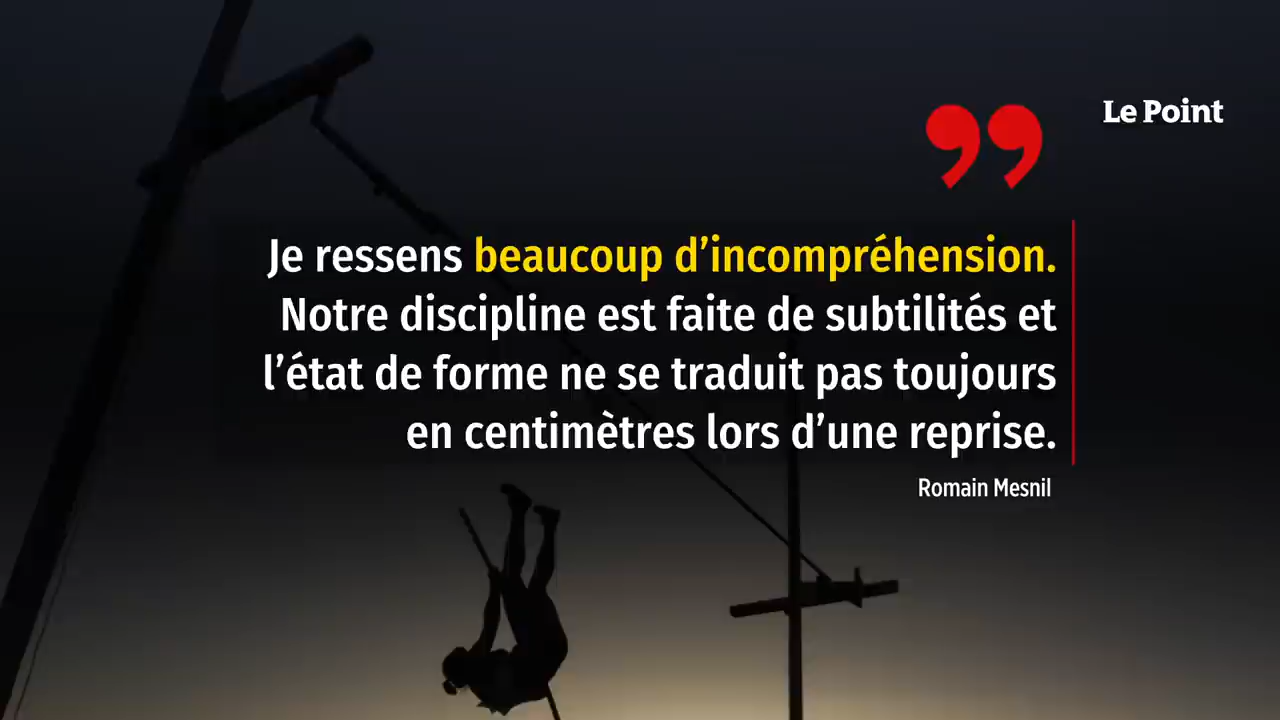 Le Point
Je ressens beaucoup d’incompréhension.
Notre discipline est faite de subtilités et
l’état de forme ne se traduit pas toujours
en centimètres lors d’une reprise.
Romain Mesnil